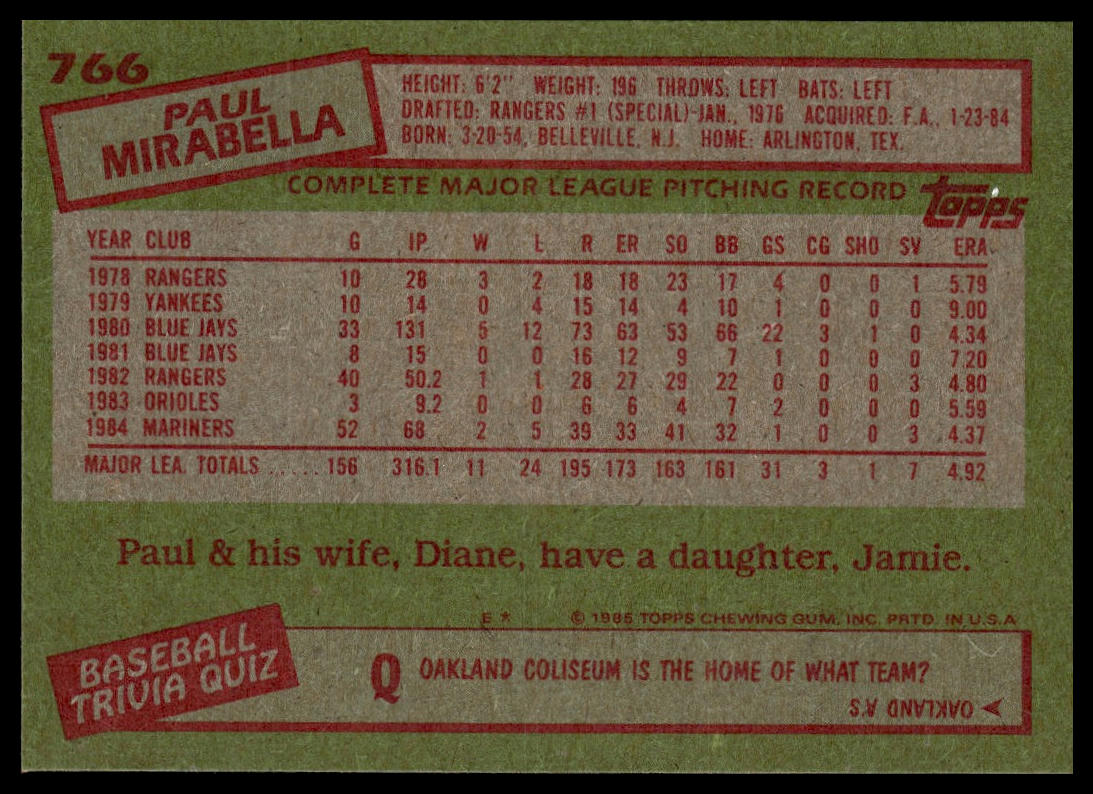 766
PAUL
MIRABELLA
HEIGHT: 6'2" WEIGHT: 196 THROWS: LEFT BATS: LEFT
DRAFTED: RANGERS #1 (SPECIAL)-JAN., 1976 ACQUIRED: F.A., 1-23-84
BORN: 3-20-54, BELLEVILLE, N.J. HOME: ARLINGTON, TEX.
COMPLETE MAJOR LEAGUE PITCHING RECORD
topps
YEAR CLUB G IP W L R ER SO BB GS CG SHO SV ERA
1978 RANGERS 10 28 3 2 18 18 23 17 4 0 0 1 5.79
1979 YANKEES 10 14 0 4 15 14 4 10 1 0 0 0 9.00
1980 BLUE JAYS 33 131 5 12 73 63 53 66 22 3 1 0 4.34
1981 BLUE JAYS 8 15 0 0 16 12 9 7 1 0 0 0 7.20
1982 RANGERS 40 50.2 1 1 28 27 29 22 0 0 0 3 4.80
1983 ORIOLES 3 9.2 0 0 6 6 4 7 2 0 0 0 5.59
1984 MARINERS 52 68 2 5 39 33 41 32 1 0 0 3 4.37
MAJOR LEA. TOTALS ...... 156 316.1 11 24 195 173 163 161 31 3 1 7 4.92
Paul & his wife, Diane, have a daughter, Jamie.
E * © 1985 TOPPS CHEWING GUM, INC. PRTD. IN U.S.A
BASEBALL
TRIVIA QUIZ
Q OAKLAND COLISEUM IS THE HOME OF WHAT TEAM?
OAKLAND A'S